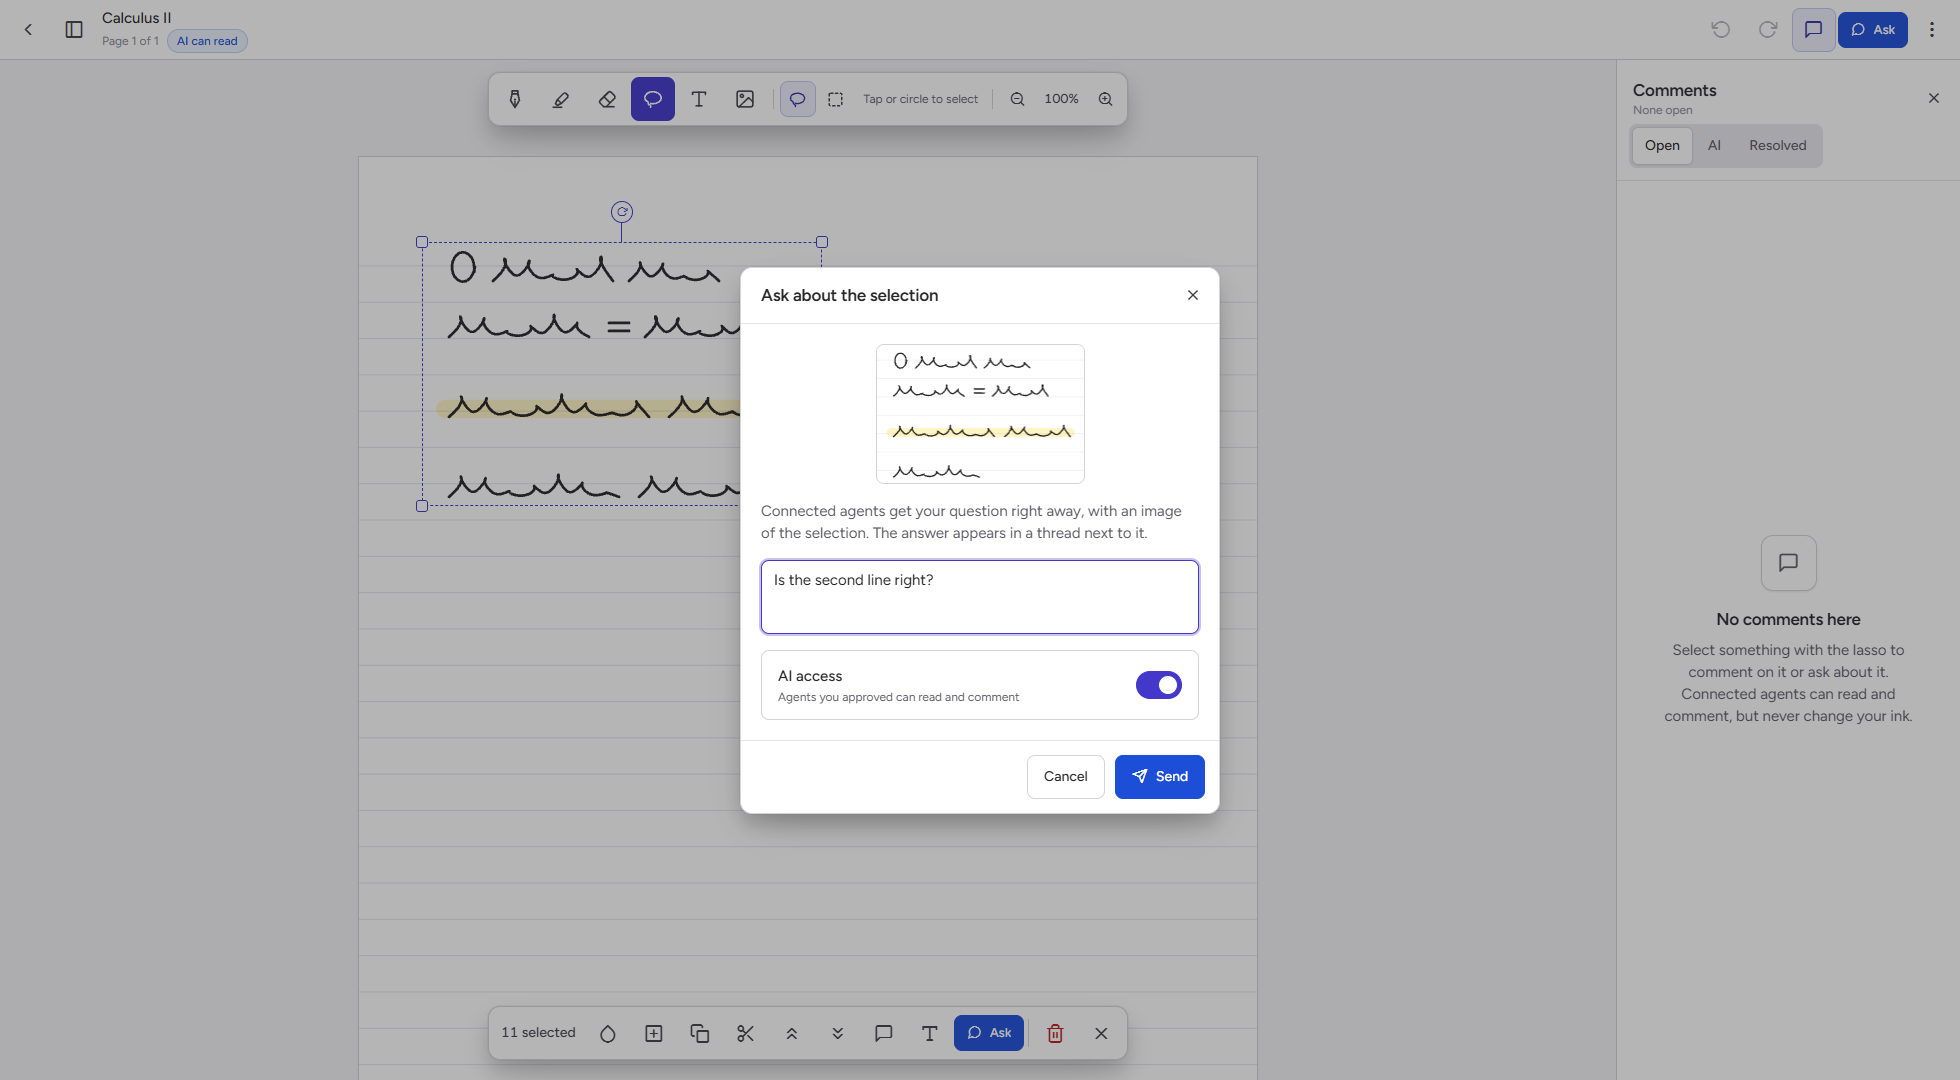 Calculus II
Page 1 of 1 AI can read
Ask
Tap or circle to select
100%
Comments
None open
Open AI Resolved
No comments here
Select something with the lasso to
comment on it or ask about it.
Connected agents can read and
comment, but never change your ink.
Ask about the selection
Connected agents get your question right away, with an image
of the selection. The answer appears in a thread next to it.
Is the second line right?
AI access
Agents you approved can read and comment
Cancel Send
11 selected
Ask